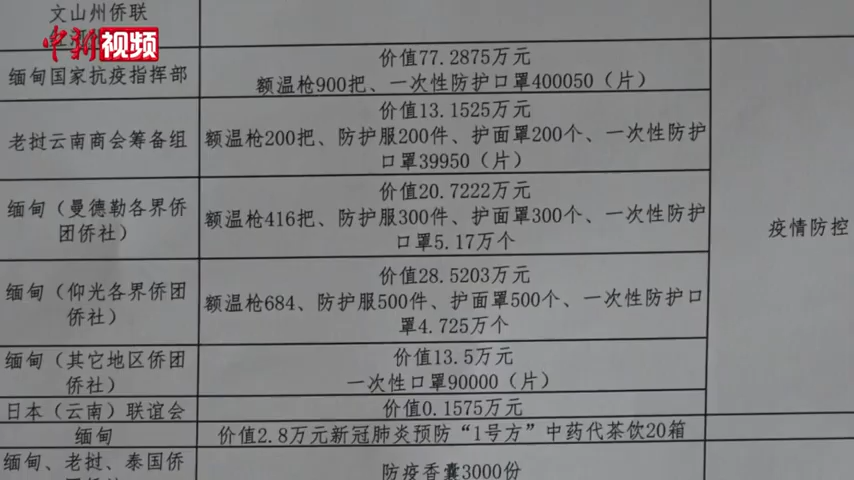 文山州侨联
中新视频
缅甸国家抗疫指挥部
价值77.2875万元
额温枪900把、一次性防护口罩400050（片）
老挝云南商会筹备组
价值13.1525万元
额温枪200把、防护服200件、护面罩200个、一次性防护
口罩39950（片）
缅甸（曼德勒各界侨
团侨社）
价值20.7222万元
额温枪416把、防护服300件、护面罩300个、一次性防护
口罩5.17万个
疫情防控
缅甸（仰光各界侨团
侨社）
价值28.5203万元
额温枪684、防护服500件、护面罩500个、一次性防护口
罩4.725万个
缅甸（其它地区侨团
侨社）
价值13.5万元
一次性口罩90000（片）
日本（云南）联谊会
价值0.1575万元
缅甸
价值2.8万元新冠肺炎预防“1号方”中药代茶饮20箱
缅甸、老挝、泰国侨
防疫香囊3000份